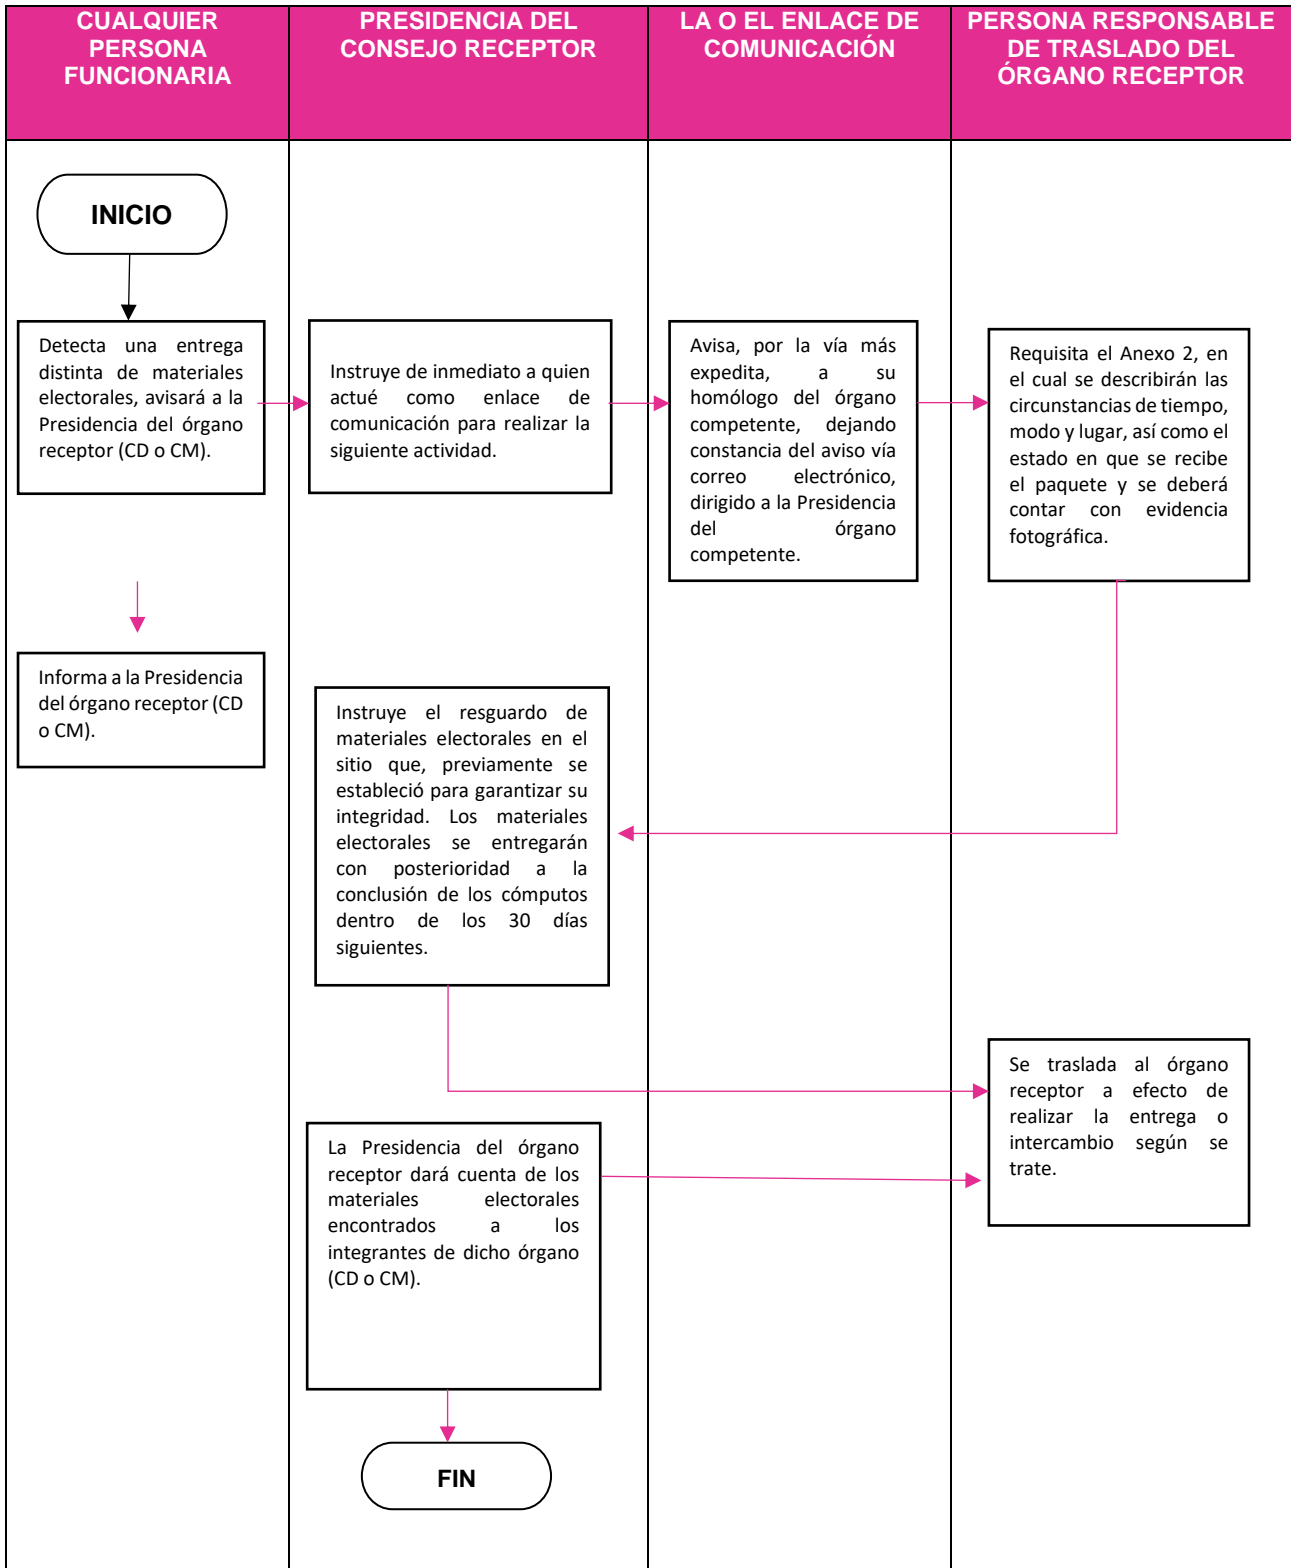 CUALQUIER
PERSONA
FUNCIONARIA
PRESIDENCIA DEL
CONSEJO RECEPTOR
LA O EL ENLACE DE
COMUNICACIÓN
PERSONA RESPONSABLE
DE TRASLADO DEL
ÓRGANO RECEPTOR
INICIO
Detecta una entrega
distinta de materiales
electorales, avisará a la
Presidencia del órgano
receptor (CD o CM).
Instruye de inmediato a quien
actué como enlace de
comunicación para realizar la
siguiente actividad.
Avisa, por la vía más
expedita, a su
homólogo del órgano
competente, dejando
constancia del aviso vía
correo electrónico,
dirigido a la Presidencia
del órgano
competente.
Requisita el Anexo 2, en
el cual se describirán las
circunstancias de tiempo,
modo y lugar, así como el
estado en que se recibe
el paquete y se deberá
contar con evidencia
fotográfica.
Informa a la Presidencia
del órgano receptor (CD
o CM).
Instruye el resguardo de
materiales electorales en el
sitio que, previamente se
estableció para garantizar su
integridad. Los materiales
electorales se entregarán
con posterioridad a la
conclusión de los cómputos
dentro de los 30 días
siguientes.
Se traslada al órgano
receptor a efecto de
realizar la entrega o
intercambio según se
trate.
La Presidencia del órgano
receptor dará cuenta de los
materiales electorales
encontrados a los
integrantes de dicho órgano
(CD o CM).
FIN